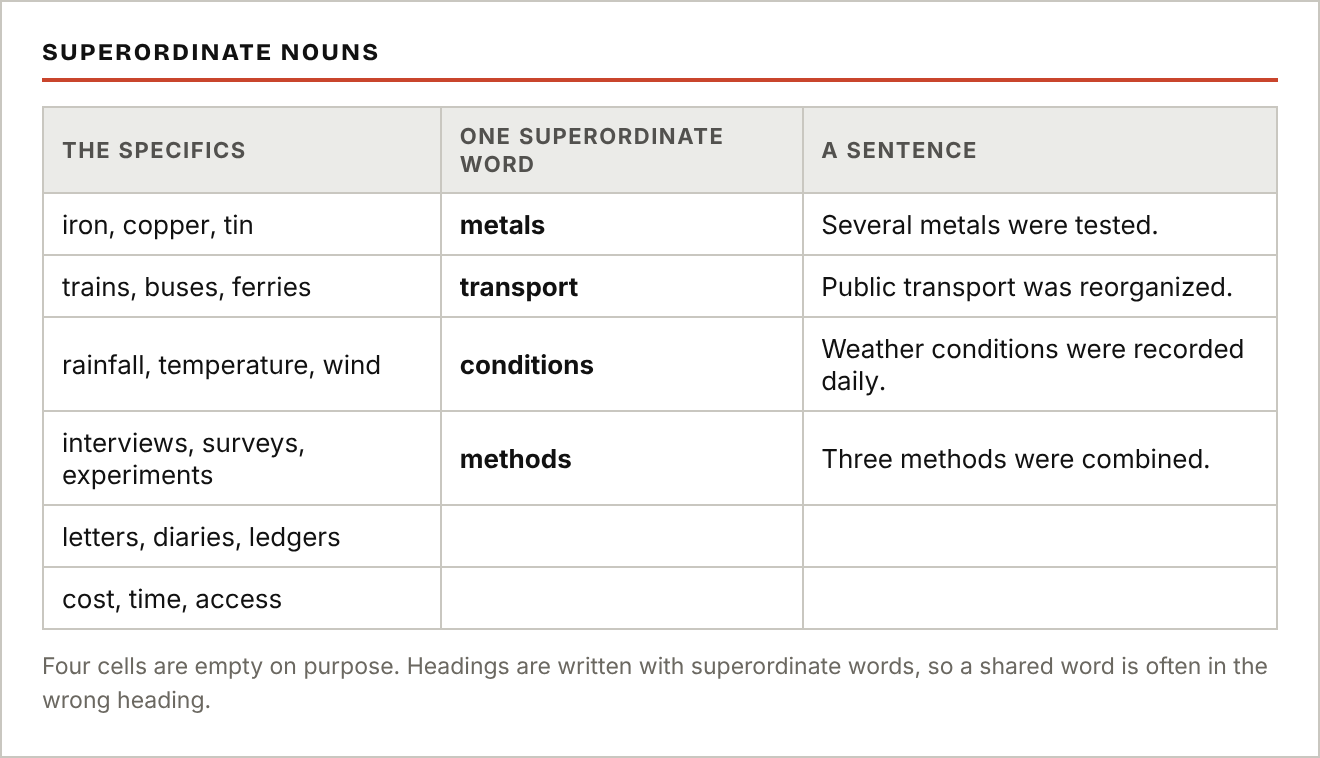 SUPERORDINATE NOUNS
THE SPECIFICS
ONE SUPERORDINATE
WORD
A SENTENCE
iron, copper, tin
metals
Several metals were tested.
trains, buses, ferries
transport
Public transport was reorganized.
rainfall, temperature, wind
conditions
Weather conditions were recorded
daily.
interviews, surveys,
experiments
methods
Three methods were combined.
letters, diaries, ledgers
cost, time, access
Four cells are empty on purpose. Headings are written with superordinate words, so a shared word is often in the
wrong heading.